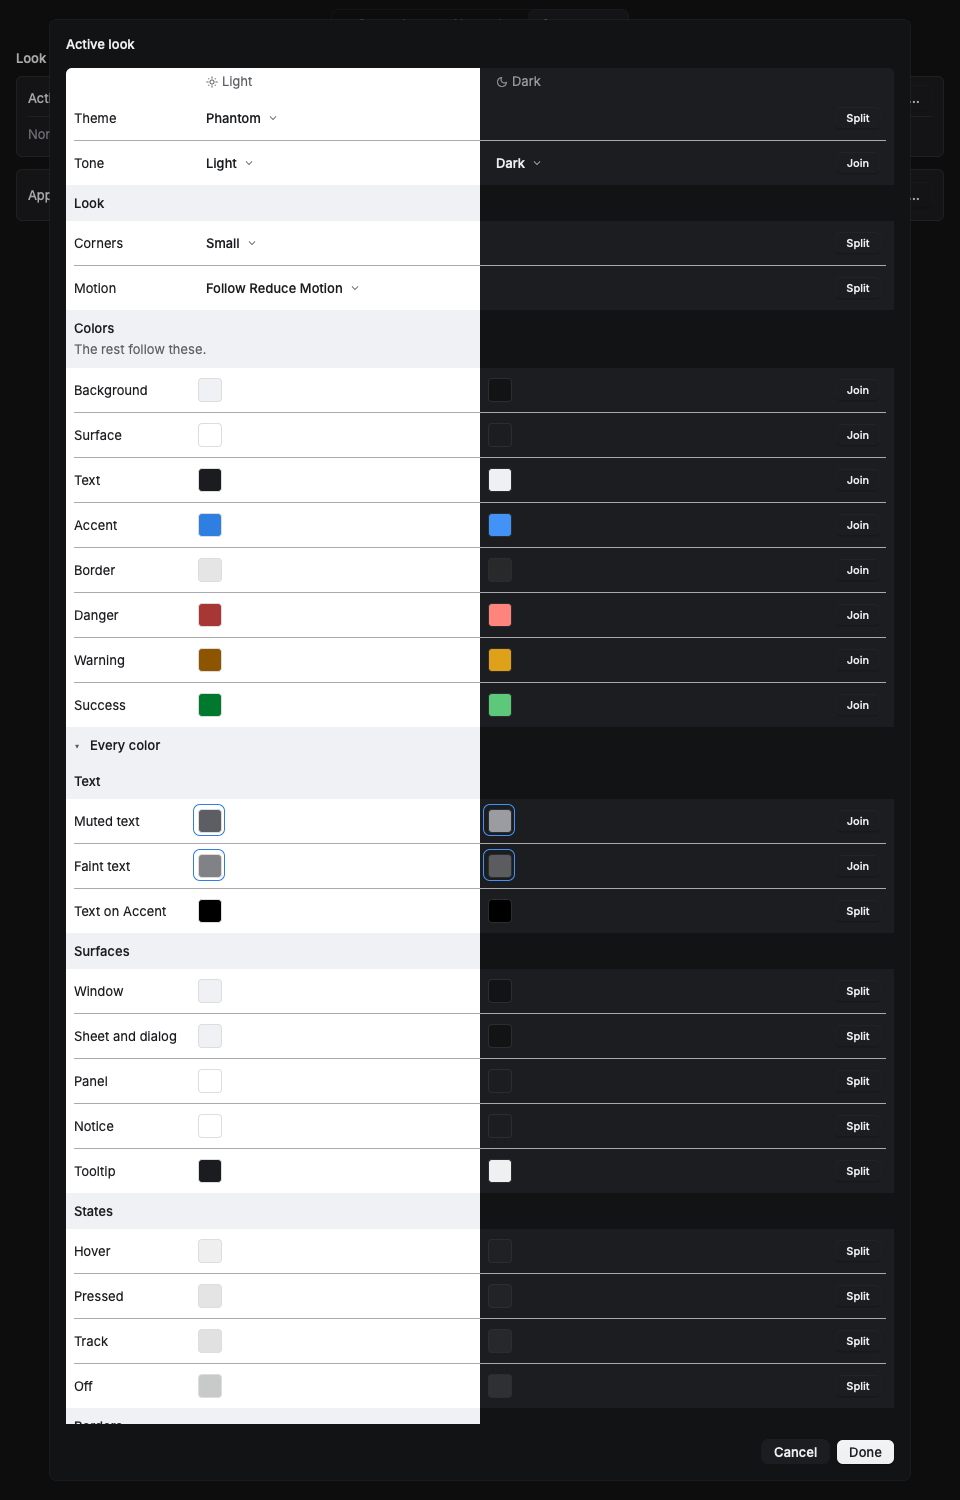 Active look
Look
Light
Dark
Theme
Phantom
Split
Tone
Light
Dark
Join
Look
Corners
Small
Split
Motion
Follow Reduce Motion
Split
Colors
The rest follow these.
Background
Join
Surface
Join
Text
Join
Accent
Join
Border
Join
Danger
Join
Warning
Join
Success
Join
Every color
Text
Muted text
Join
Faint text
Join
Text on Accent
Split
Surfaces
Window
Split
Sheet and dialog
Split
Panel
Split
Notice
Split
Tooltip
Split
States
Hover
Split
Pressed
Split
Track
Split
Off
Split
Cancel
Done